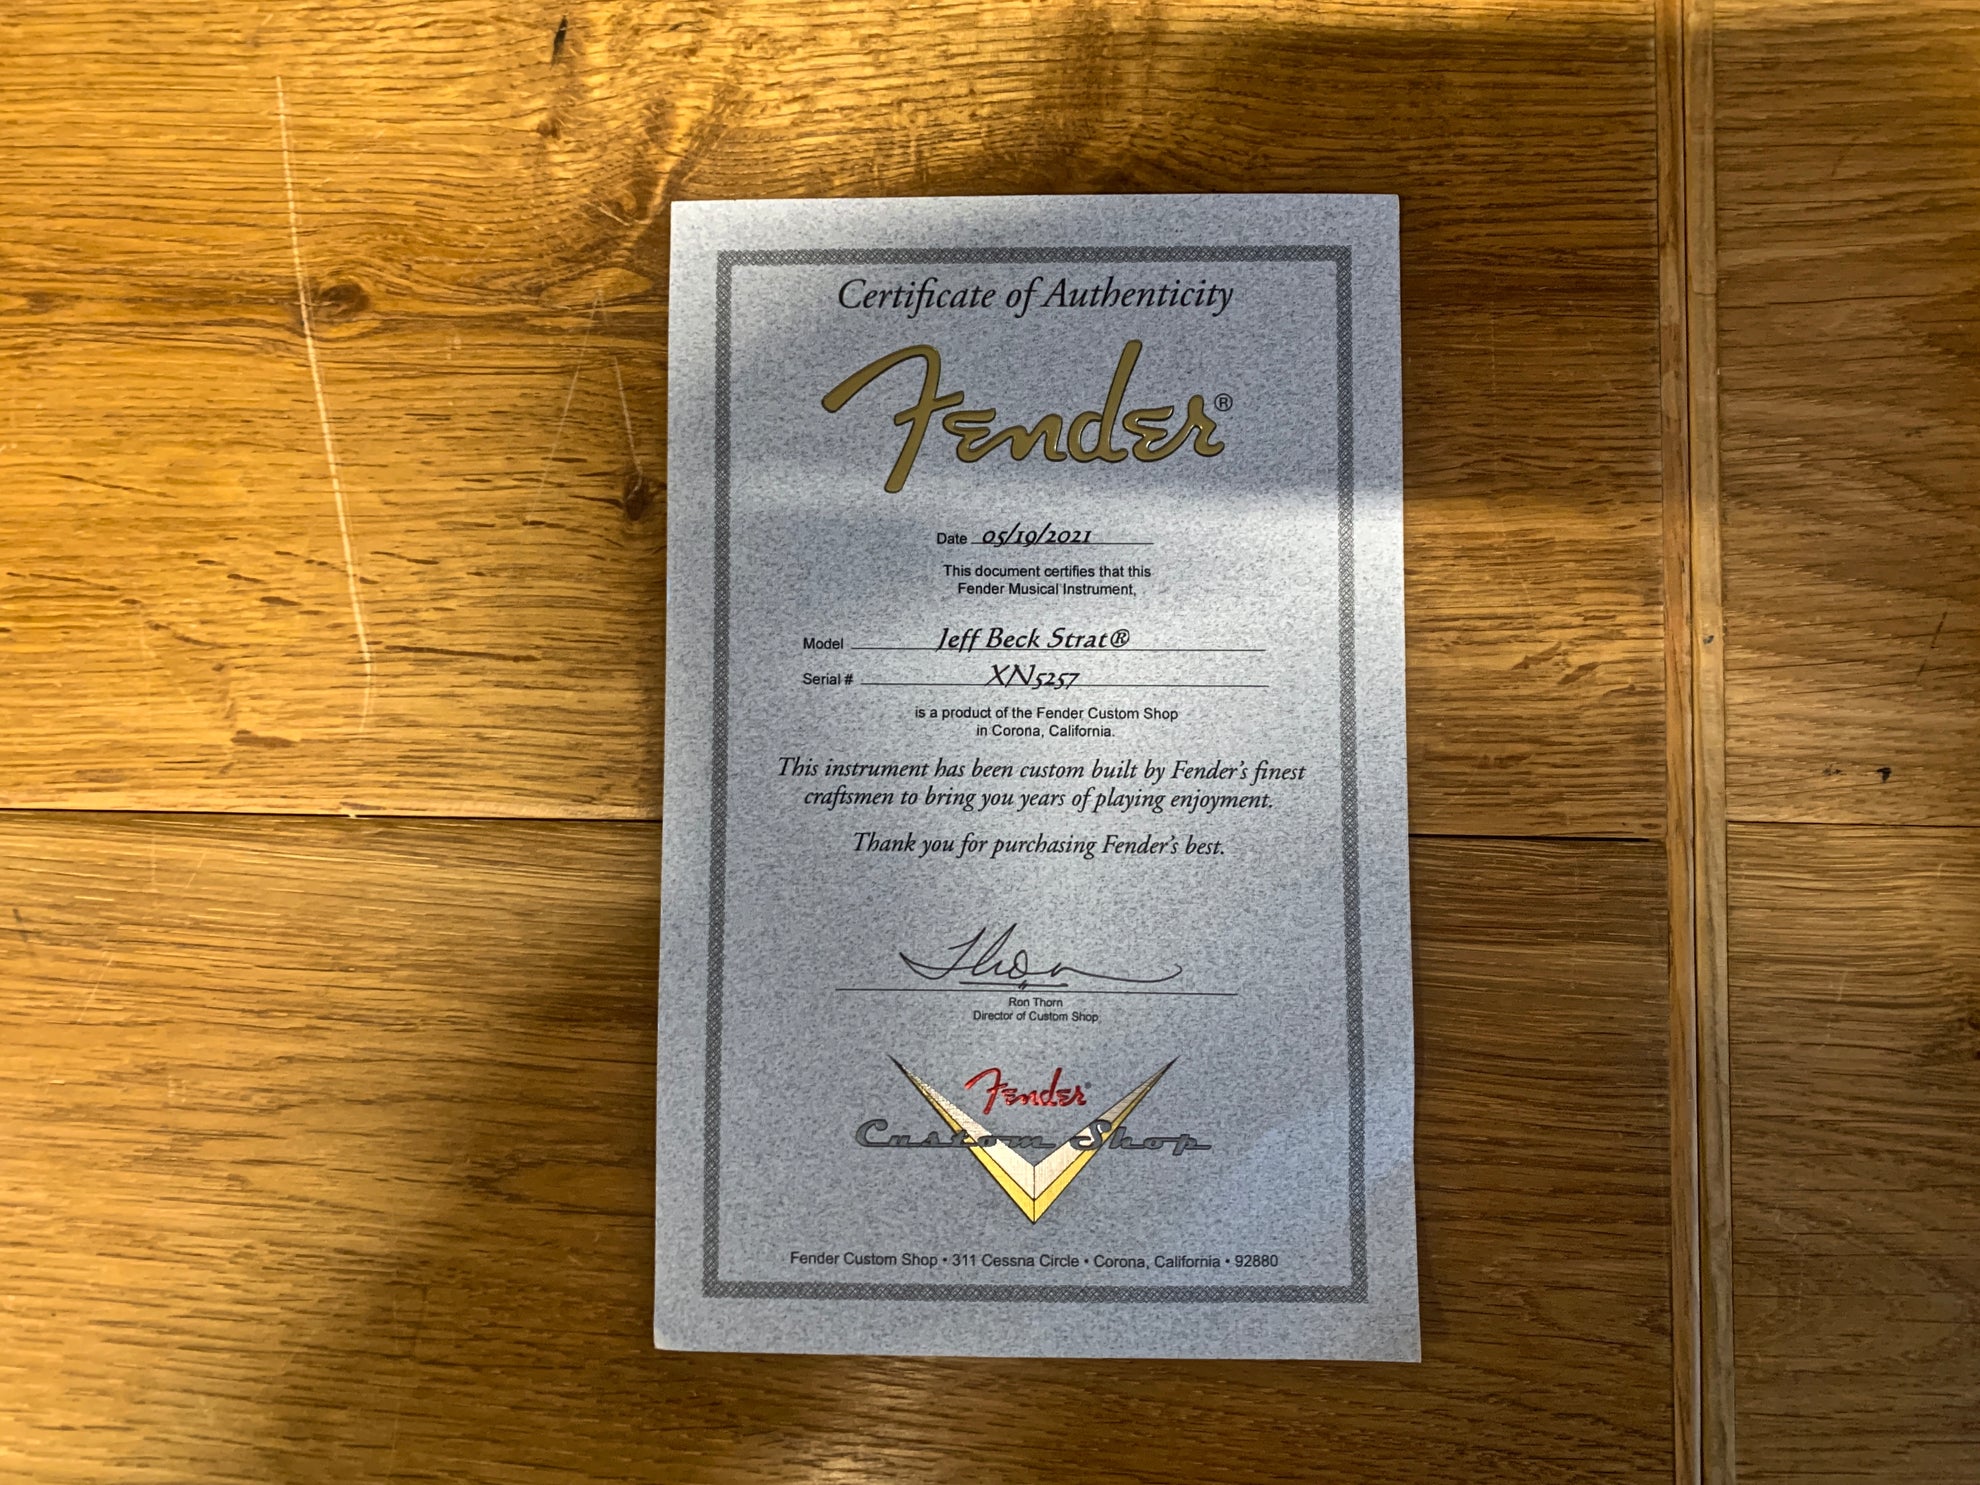 Certificate of Authenticity
Fender®
Date 05/19/2021
This document certifies that this
Fender Musical Instrument,
Model Jeff Beck Strat®
Serial # XN5257
is a product of the Fender Custom Shop
in Corona, California.
This instrument has been custom built by Fender's finest
craftsmen to bring you years of playing enjoyment.
Thank you for purchasing Fender's best.
Thorn
Ron Thorn
Director of Custom Shop
Fender®
Custom Shop
Fender Custom Shop • 311 Cessna Circle • Corona, California • 92880